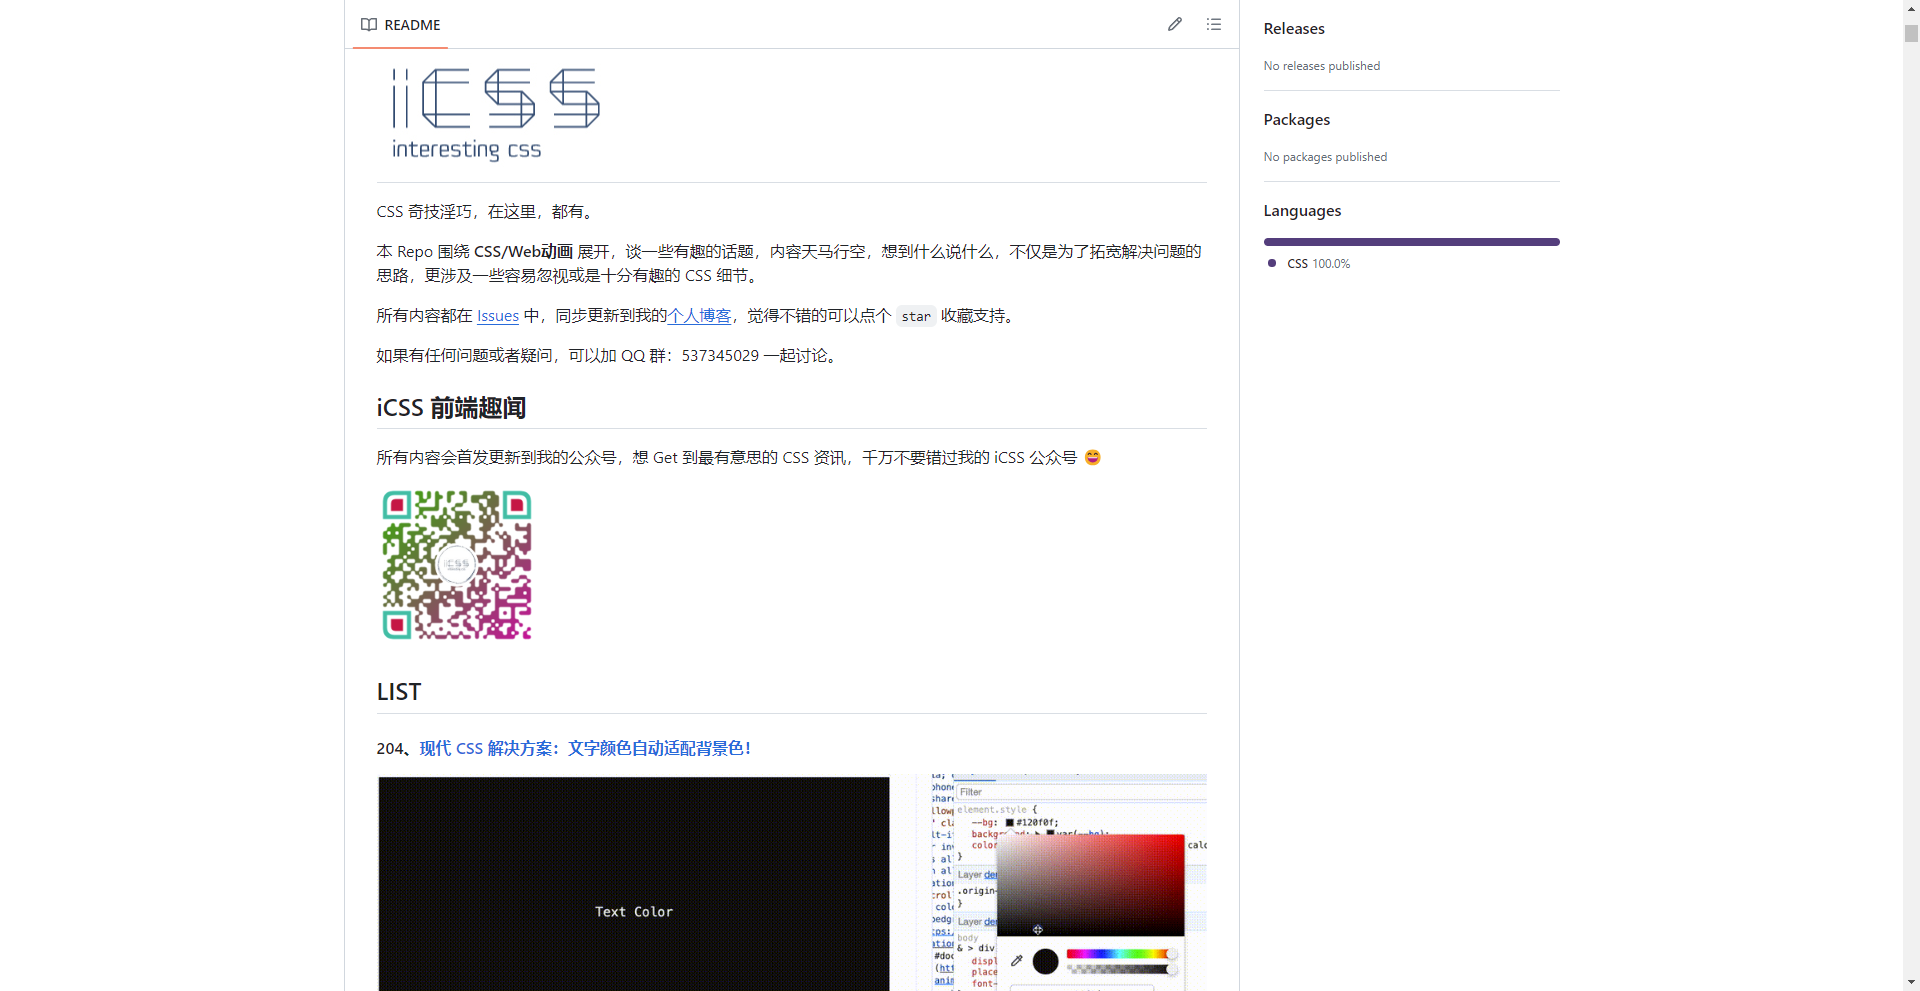 README
iCSS
interesting css
CSS 奇技淫巧，在这里，都有。
本 Repo 围绕 CSS/Web动画 展开，谈一些有趣的话题，内容天马行空，想到什么说什么，不仅是为了拓宽解决问题的
思路，更涉及一些容易忽视或是十分有趣的 CSS 细节。
所有内容都在 Issues 中，同步更新到我的个人博客，觉得不错的可以点个 star 收藏支持。
如果有任何问题或者疑问，可以加 QQ 群：537345029 一起讨论。
iCSS 前端趣闻
所有内容会首发更新到我的公众号，想 Get 到最有意思的 CSS 资讯，千万不要错过我的 iCSS 公众号 😄
iCSS
LIST
204、现代 CSS 解决方案：文字颜色自动适配背景色！
Text Color
Filter
element.style {
--bg: #120f0f;
background: var(--bg);
color
calc
}
Layer
.origin-
}
Layer
body
& > div
displ
place
font-
Releases
No releases published
Packages
No packages published
Languages
CSS 100.0%